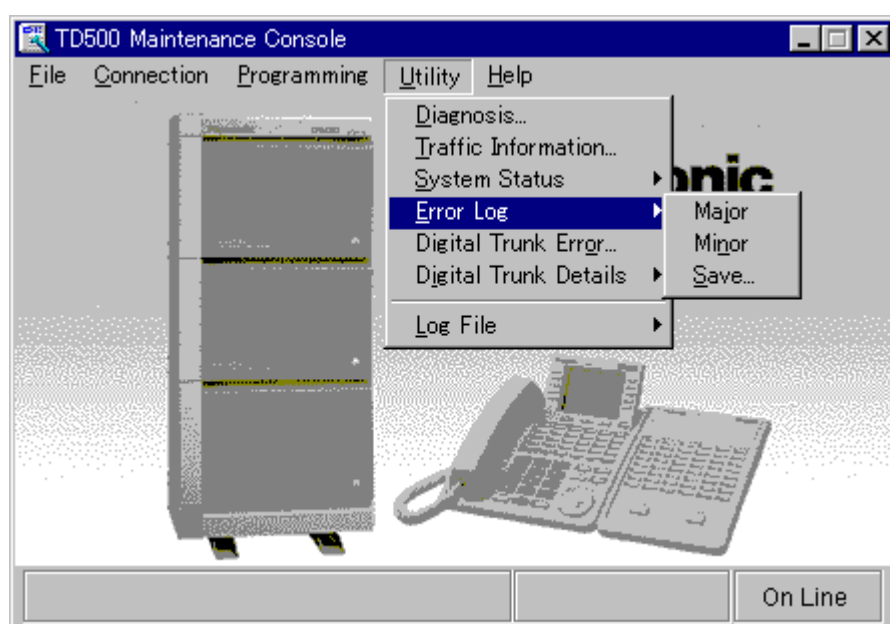 TD500 Maintenance Console
File Connection Programming Utility Help
Diagnosis...
Traffic Information...
System Status
Error Log
Digital Trunk Error...
Digital Trunk Details
Log File
Major
Minor
Save...
onic
On Line